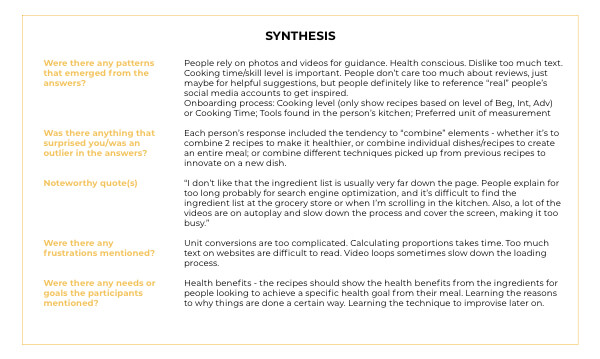 SYNTHESIS
Were there any patterns
that emerged from the
answers?
People rely on photos and videos for guidance. Health conscious. Dislike too much text.
Cooking time/skill level is important. People don't care too much about reviews, just
maybe for helpful suggestions, but people definitely like to reference "real" people's
social media accounts to get inspired.
Onboarding process: Cooking level (only show recipes based on level of Beg, Int, Adv)
or Cooking Time; Tools found in the person's kitchen; Preferred unit of measurement
Was there anything that
surprised you/was an
outlier in the answers?
Each person's response included the tendency to "combine" elements - whether it's to
combine 2 recipes to make it healthier, or combine individual dishes/recipes to create
an entire meal; or combine different techniques picked up from previous recipes to
innovate on a new dish.
Noteworthy quote(s)
"I don't like that the ingredient list is usually very far down the page. People explain for
too long probably for search engine optimization, and it's difficult to find the
ingredient list at the grocery store or when I'm scrolling in the kitchen. Also, a lot of the
videos are on autoplay and slow down the process and cover the screen, making it too
busy."
Were there any
frustrations mentioned?
Unit conversions are too complicated. Calculating proportions takes time. Too much
text on websites are difficult to read. Video loops sometimes slow down the loading
process.
Were there any needs or
goals the participants
mentioned?
Health benefits - the recipes should show the health benefits from the ingredients for
people looking to achieve a specific health goal from their meal. Learning the reasons
to why things are done a certain way. Learning the technique to improvise later on.